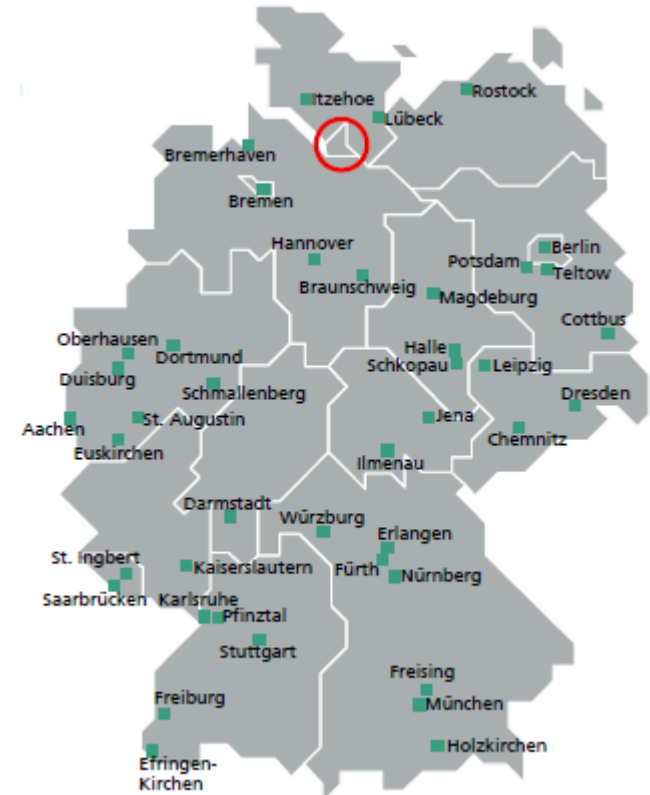 Itzehoe
Rostock
Lübeck
Bremerhaven
Bremen
Hannover
Berlin
Potsdam
Teltow
Braunschweig
Magdeburg
Cottbus
Oberhausen
Dortmund
Halle
Schkopau
Leipzig
Duisburg
Schmallenberg
Dresden
Aachen
St. Augustin
Jena
Chemnitz
Euskirchen
Ilmenau
Darmstadt
Würzburg
Erlangen
St. Ingbert
Kaiserslautern
Fürth
Nürnberg
Saarbrücken
Karlsruhe
Pfinztal
Stuttgart
Freising
Freiburg
München
Holzkirchen
Efringen-
Kirchen